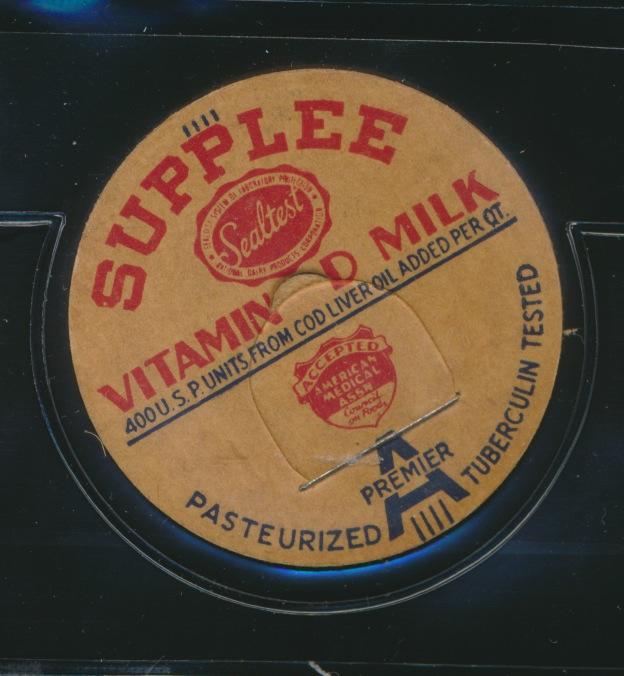 SUPPLEE
SEALTEST SYSTEM OF LABORATORY PROTECTION
Sealtest
NATIONAL DAIRY PRODUCTS CORPORATION
VITAMIN D MILK
400 U.S.P. UNITS FROM COD LIVER OIL ADDED PER QT.
ACCEPTED
AMERICAN
MEDICAL
ASSN
Council
on Foods
PREMIER
A
PASTEURIZED
TUBERCULIN TESTED